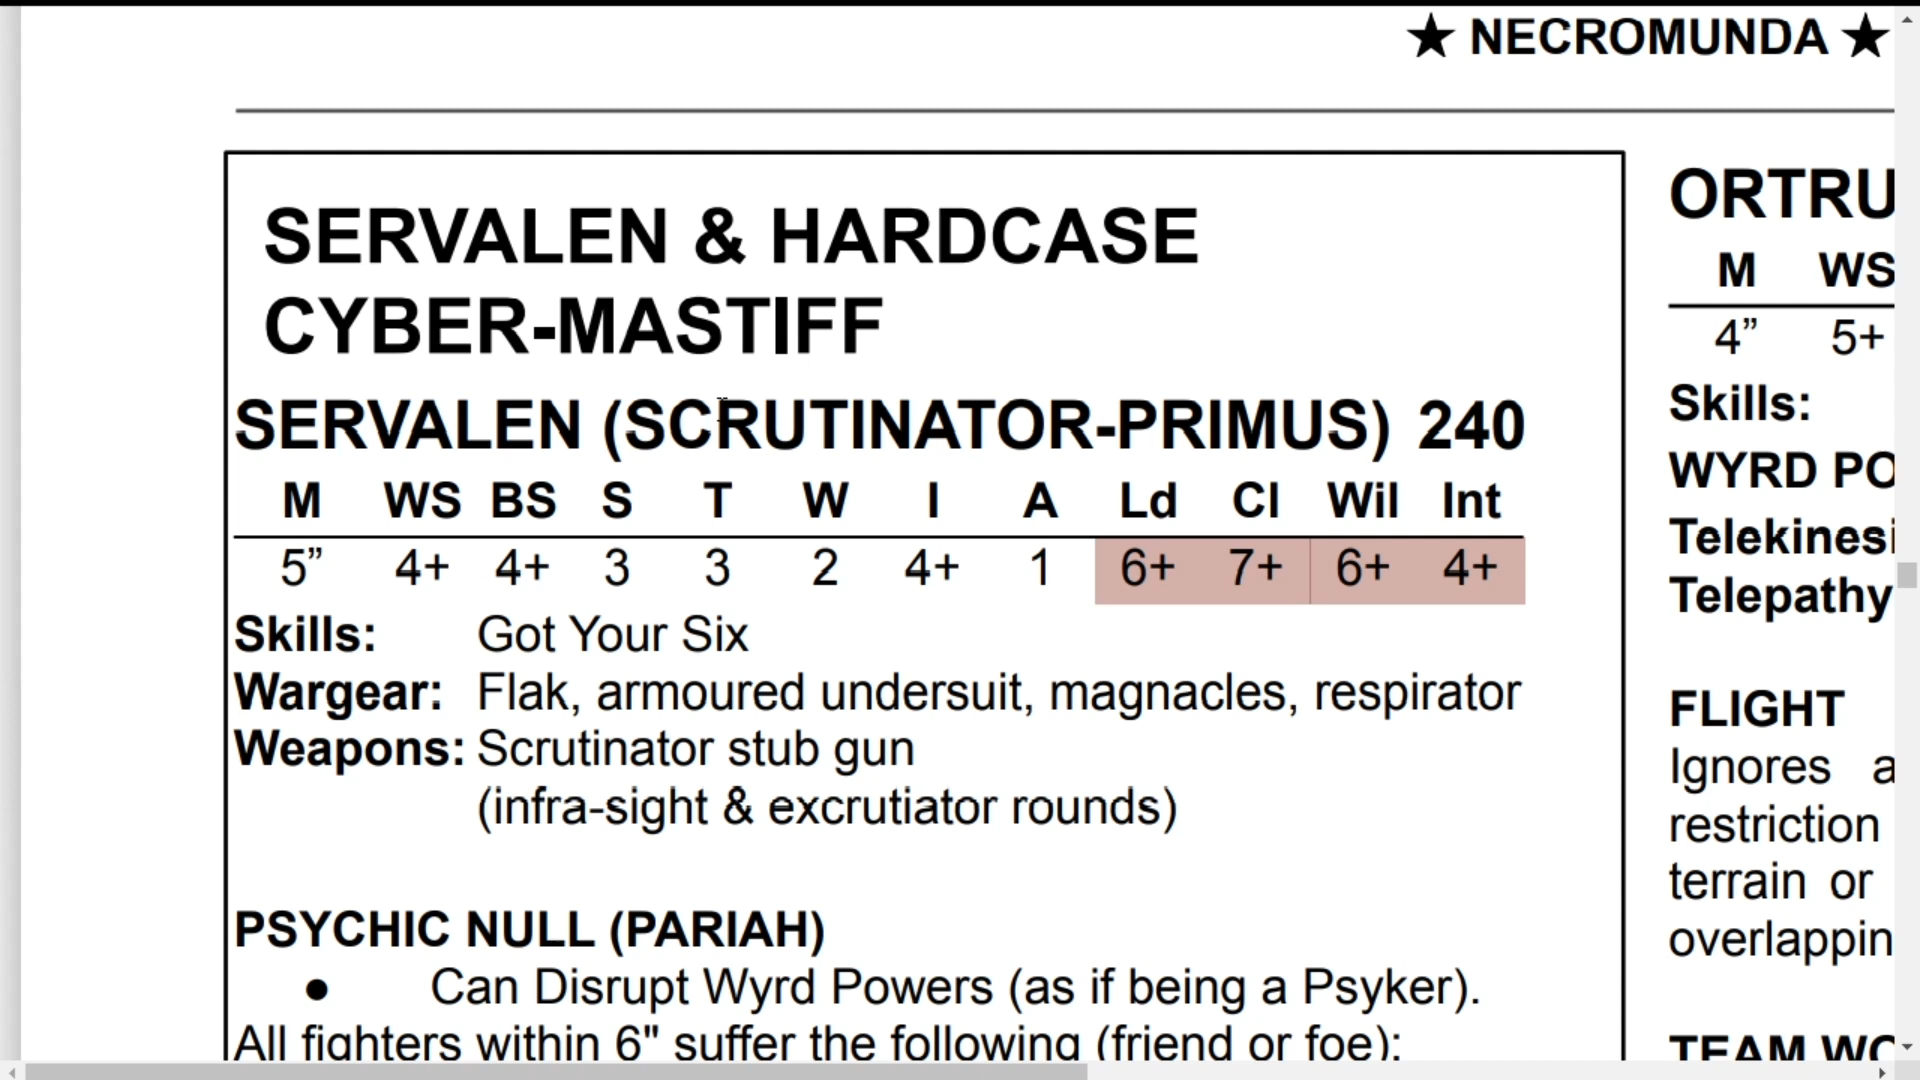 ★ NECROMUNDA ★
SERVALEN & HARDCASE
CYBER-MASTIFF
SERVALEN (SCRUTINATOR-PRIMUS) 240
M WS BS S T W I A Ld Cl Wil Int
5” 4+ 4+ 3 3 2 4+ 1 6+ 7+ 6+ 4+
Skills: Got Your Six
Wargear: Flak, armoured undersuit, magnacles, respirator
Weapons: Scrutinator stub gun
(infra-sight & excrutiator rounds)
PSYCHIC NULL (PARIAH)
● Can Disrupt Wyrd Powers (as if being a Psyker).
All fighters within 6" suffer the following (friend or foe):
ORTRU
M WS
4” 5+
Skills:
WYRD PO
Telekinesi
Telepathy
FLIGHT
Ignores a
restriction
terrain or
overlappin
TEAM WO